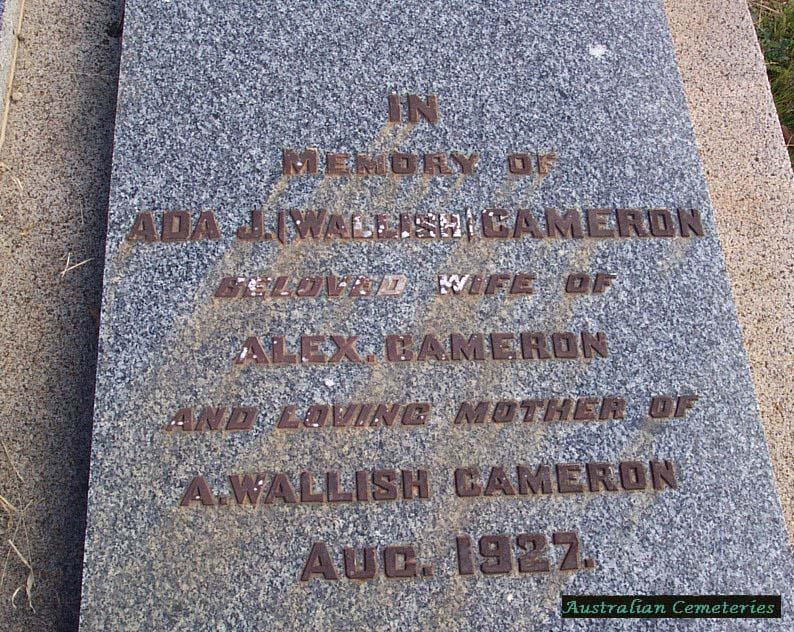 IN
MEMORY OF
ADA J. (WALLISH) CAMERON
BELOVED WIFE OF
ALEX. CAMERON
AND LOVING MOTHER OF
A. WALLISH CAMERON
AUG. 1927.
Australian Cemeteries